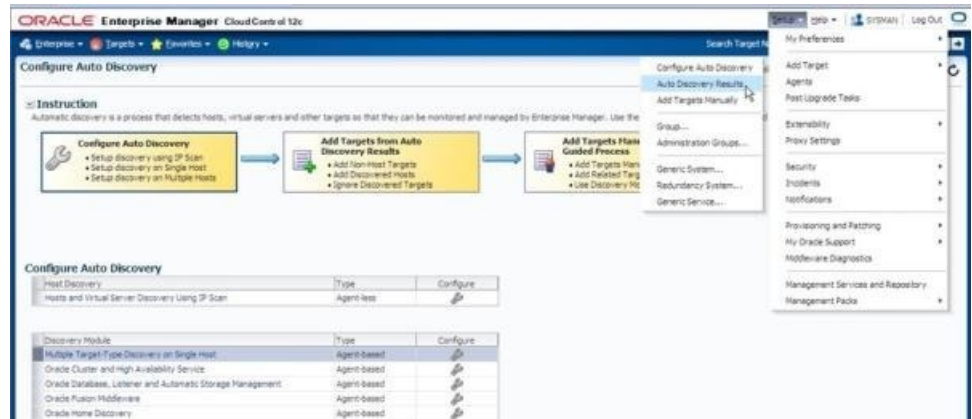 ORACLE Enterprise Manager Cloud Control 12c
Setup Help SYSMAN Log Out
Enterprise Targets Favorites History
Search Target
Configure Auto Discovery
Instruction
Automatic discovery is a process that detects hosts, virtual servers and other targets so that they can be monitored and managed by Enterprise Manager. Use the
Configure Auto Discovery
• Setup discovery using IP Scan
• Setup discovery on Single Host
• Setup discovery on Multiple Hosts
Add Targets from Auto
Discovery Results
• Add Non-Host Targets
• Add Discovered Hosts
• Ignore Discovered Targets
Add Targets
Guided Process
• Add Targets
• Add Related
• Use Discovery
Configure Auto Discovery
Auto Discovery Results
Add Targets Manually
Group...
Administration Groups...
Generic System...
Redundancy System...
Generic Service...
My Preferences
Add Target
Agents
Post Upgrade Tasks
Extensibility
Proxy Settings
Security
Incidents
Notifications
Provisioning and Patching
My Oracle Support
Middleware Diagnostics
Management Services and Repository
Management Packs
Configure Auto Discovery
Host Discovery Type Configure
Hosts and Virtual Server Discovery Using IP Scan Agent-less
Discovery Module Type Configure
Multiple Target-Type Discovery on Single Host Agent-based
Oracle Cluster and High Availability Service Agent-based
Oracle Database, Listener and Automatic Storage Management Agent-based
Oracle Fusion Middleware Agent-based
Oracle Home Discovery Agent-based